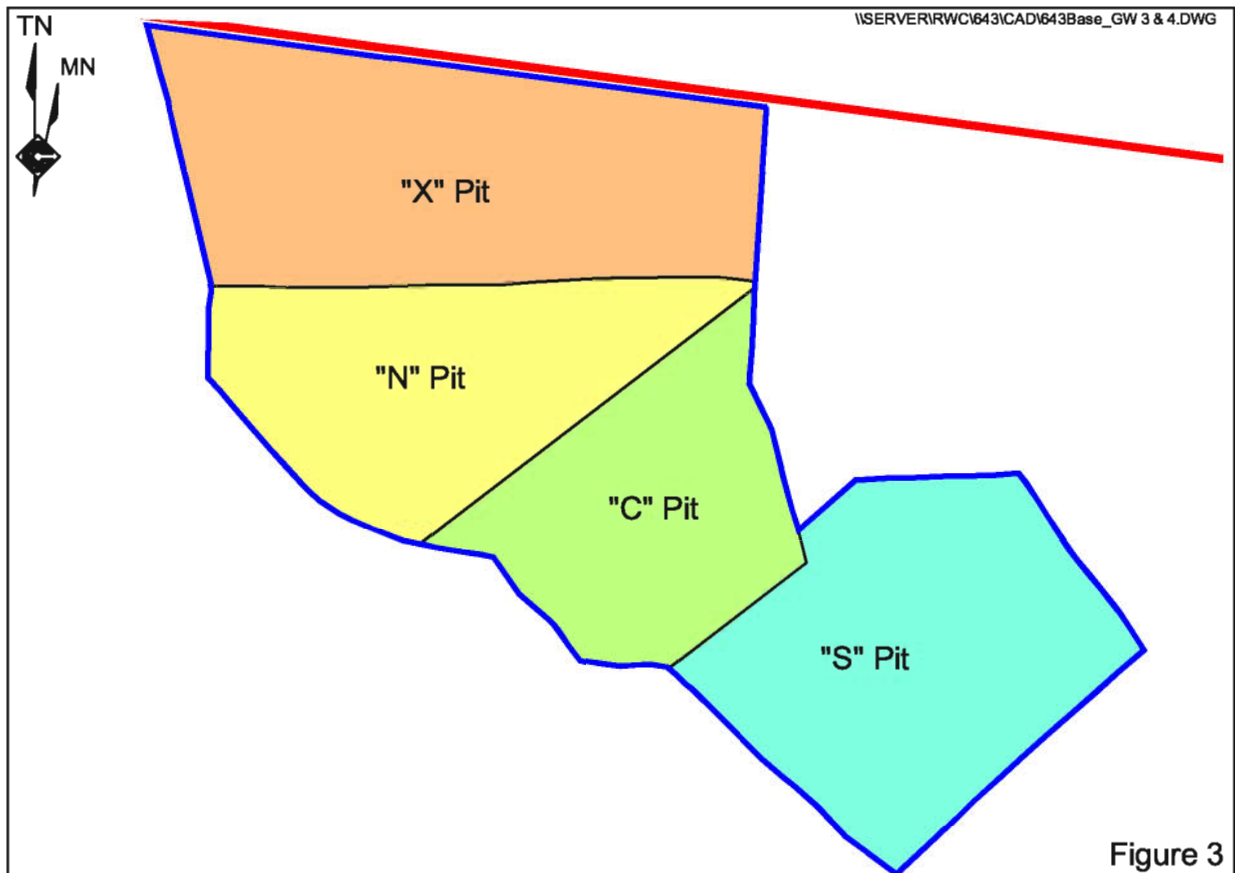 TN
MN
\\SERVER\RWC\643\CAD\643Base_GW 3 & 4.DWG
"X" Pit
"N" Pit
"C" Pit
"S" Pit
Figure 3